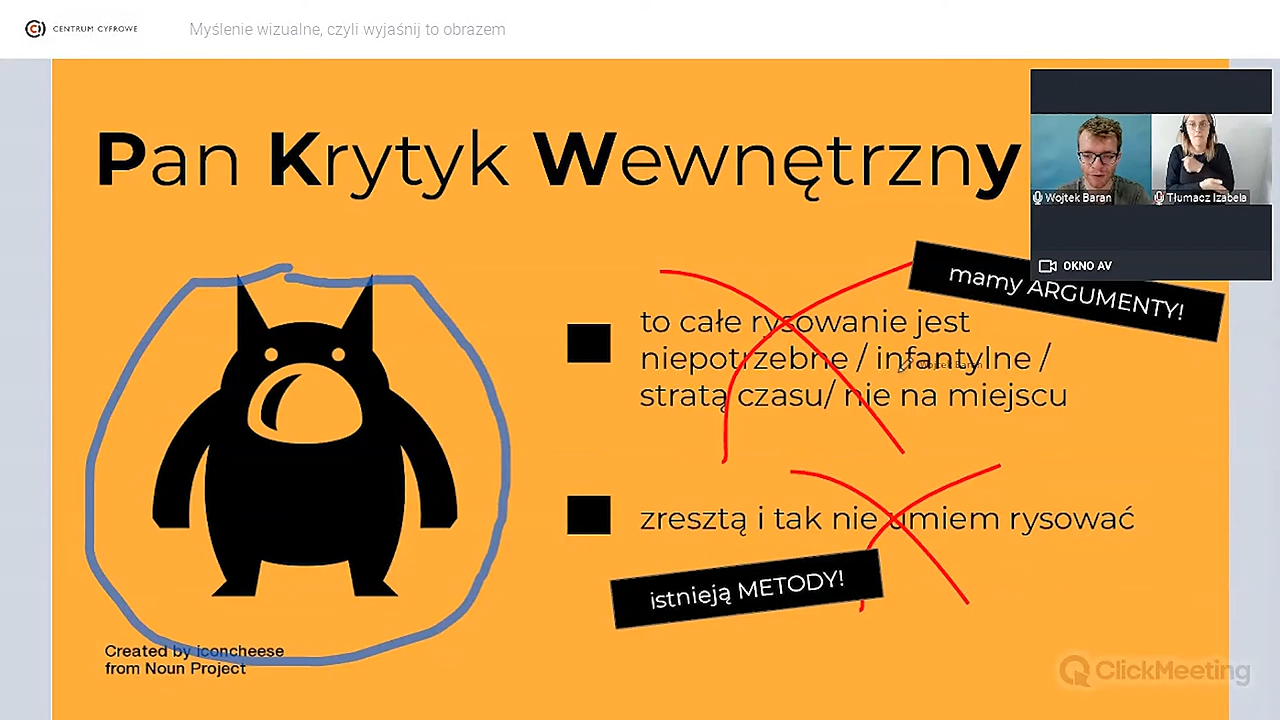 CENTRUM CYFROWE
Myślenie wizualne, czyli wyjaśnij to obrazem
Pan Krytyk Wewnętrzny
Wojtek Baran
Tłumacz Izabela
OKNO AV
mamy ARGUMENTY!
to całe rysowanie jest
niepotrzebne / infantylne /
stratą czasu/ nie na miejscu
Wojtek Baran
zresztą i tak nie umiem rysować
istnieją METODY!
Created by iconcheese
from Noun Project
ClickMeeting